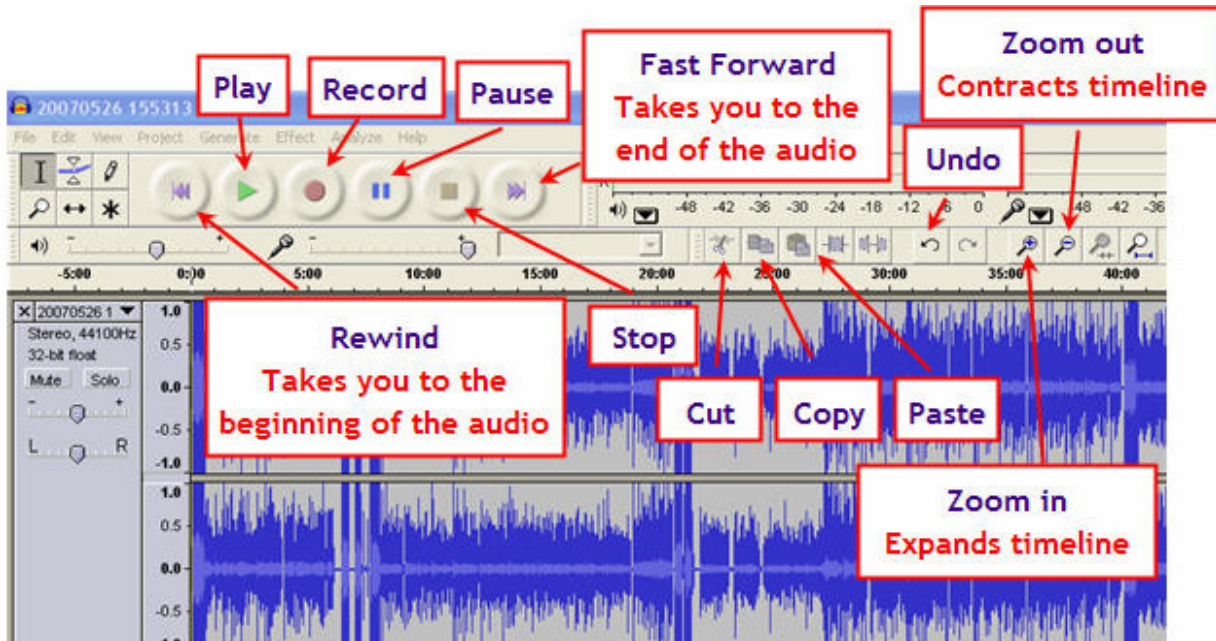 Zoom out
Contracts timeline
Fast Forward
Takes you to the
end of the audio
Play
Record
Pause
Undo
20070526 155313
File Edit View Project Generate Effect Analyze Help
-48 -42 -36 -30 -24 -18 -12 -6 0 -48 -42 -36
- + - +
-5:00 0:00 5:00 10:00 15:00 20:00 25:00 30:00 35:00 40:00
20070526 1
Stereo, 44100Hz
32-bit float
Mute Solo
- +
L R
1.0
0.5
0.0
-0.5
-1.0
1.0
0.5
0.0
-0.5
-1.0
Rewind
Takes you to the
beginning of the audio
Stop
Cut
Copy
Paste
Zoom in
Expands timeline